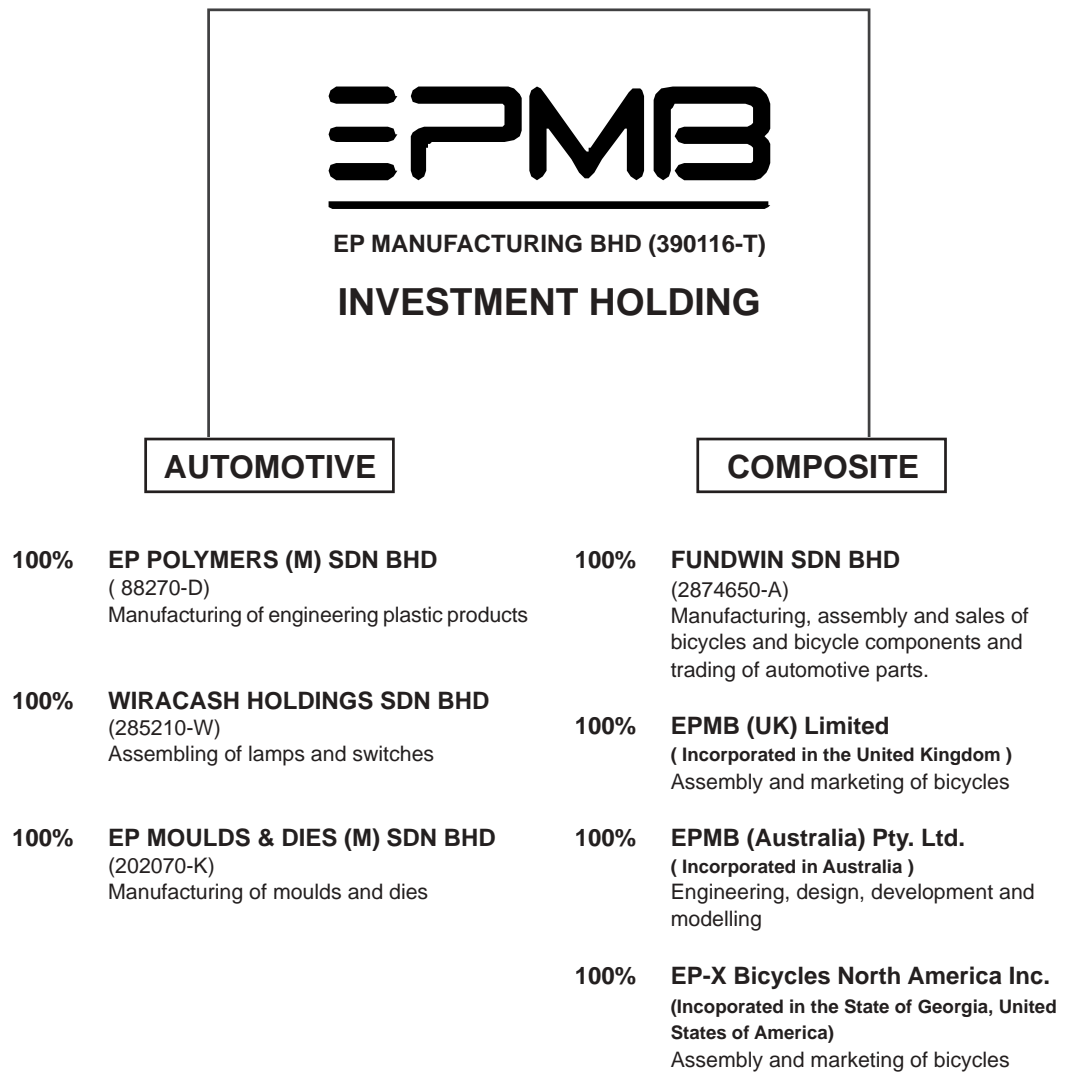 EPMB
EP MANUFACTURING BHD (390116-T)
INVESTMENT HOLDING
AUTOMOTIVE
100% EP POLYMERS (M) SDN BHD
( 88270-D)
Manufacturing of engineering plastic products
100% WIRACASH HOLDINGS SDN BHD
(285210-W)
Assembling of lamps and switches
100% EP MOULDS & DIES (M) SDN BHD
(202070-K)
Manufacturing of moulds and dies
COMPOSITE
100% FUNDWIN SDN BHD
(2874650-A)
Manufacturing, assembly and sales of
bicycles and bicycle components and
trading of automotive parts.
100% EPMB (UK) Limited
( Incorporated in the United Kingdom )
Assembly and marketing of bicycles
100% EPMB (Australia) Pty. Ltd.
( Incorporated in Australia )
Engineering, design, development and
modelling
100% EP-X Bicycles North America Inc.
(Incoporated in the State of Georgia, United
States of America)
Assembly and marketing of bicycles